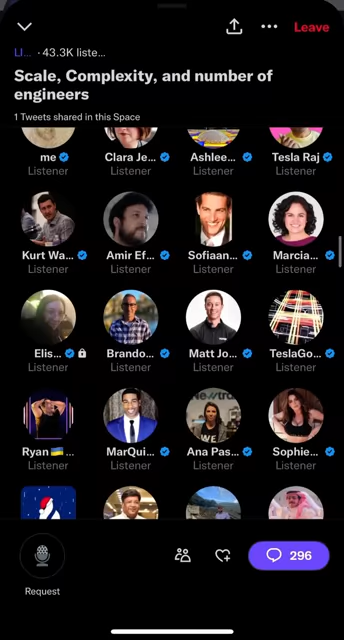 Leave
LI... · 43.3K liste...
Scale, Complexity, and number of
engineers
1 Tweets shared in this Space
me Clara Je... Ashlee... Tesla Raj
Listener Listener Listener Listener
Kurt Wa... Amir Ef... Sofiaan... Marcia...
Listener Listener Listener Listener
Elis... Brando... Matt Jo... TeslaGo...
Listener Listener Listener Listener
Ryan 🇺🇦... MarQui... Ana Pas... Sophie...
Listener Listener Listener Listener
296
Request